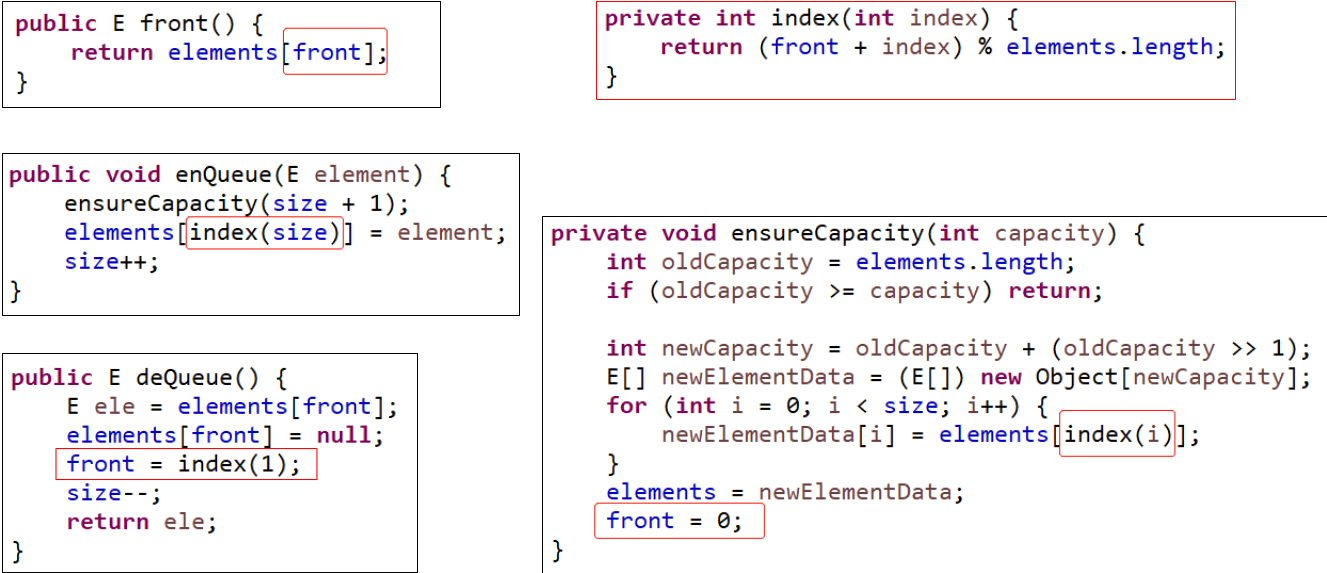 public E front() {
    return elements[front];
}
private int index(int index) {
    return (front + index) % elements.length;
}
public void enQueue(E element) {
    ensureCapacity(size + 1);
    elements[index(size)] = element;
    size++;
}
public E deQueue() {
    E ele = elements[front];
    elements[front] = null;
    front = index(1);
    size--;
    return ele;
}
private void ensureCapacity(int capacity) {
    int oldCapacity = elements.length;
    if (oldCapacity >= capacity) return;

    int newCapacity = oldCapacity + (oldCapacity >> 1);
    E[] newElementData = (E[]) new Object[newCapacity];
    for (int i = 0; i < size; i++) {
        newElementData[i] = elements[index(i)];
    }
    elements = newElementData;
    front = 0;
}